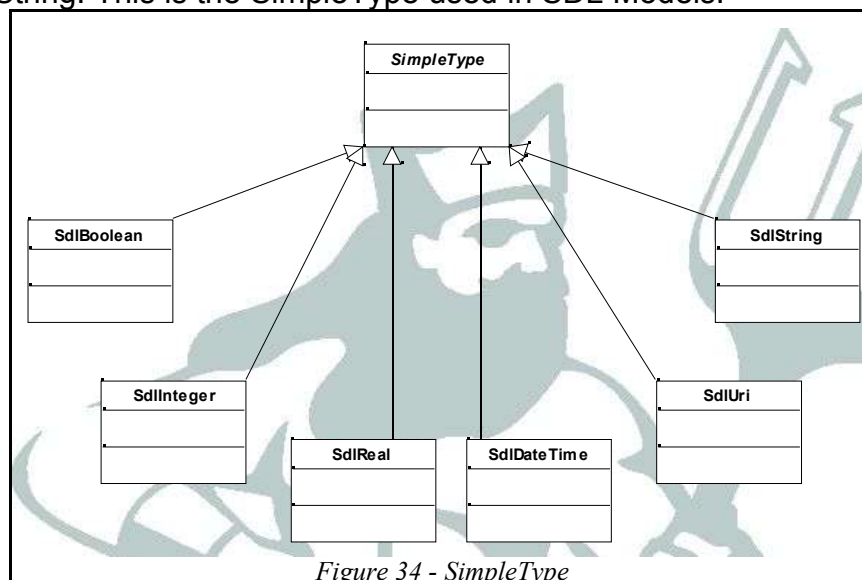 String. This is the SimpleType used in SDL Models.
SimpleType
SdlBoolean
SdlString
SdlInteger
SdlUri
SdlReal
SdlDateTime
Figure 34 - SimpleType